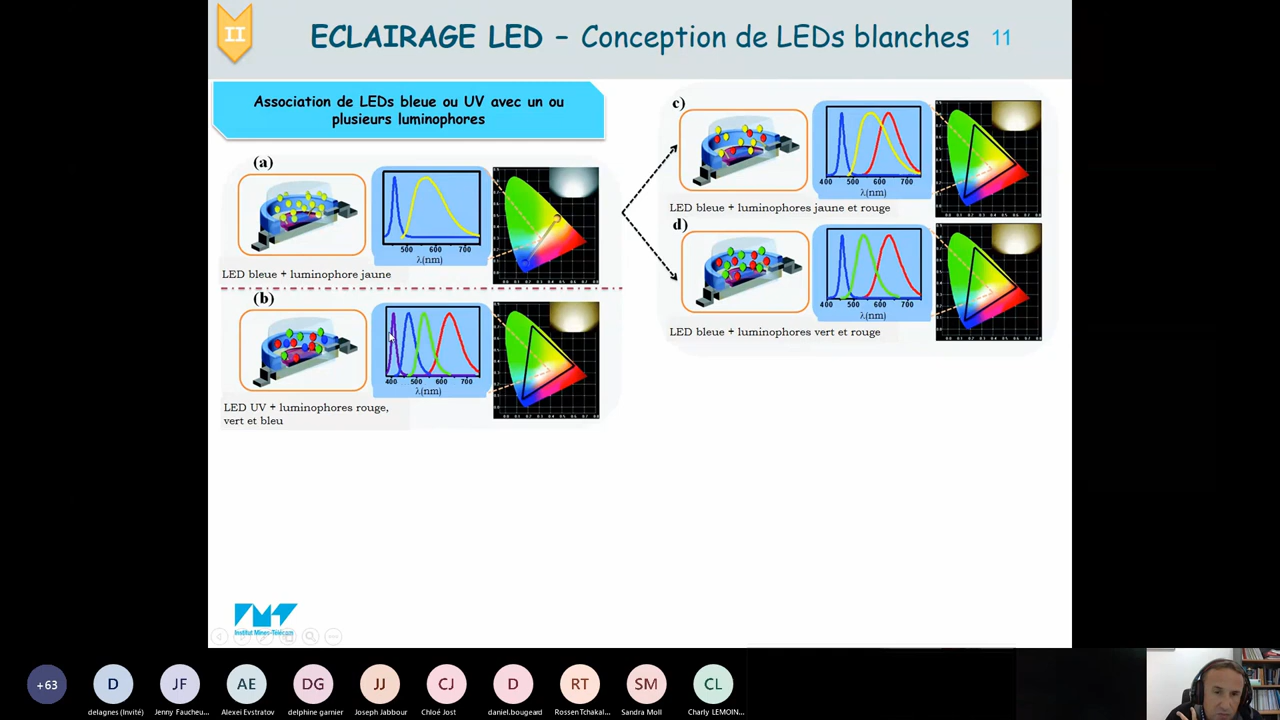 II
ECLAIRAGE LED – Conception de LEDs blanches
11
Association de LEDs bleue ou UV avec un ou
plusieurs luminophores
(a)
500 600 700
λ(nm)
LED bleue + luminophore jaune
(b)
400 500 600 700
λ(nm)
LED UV + luminophores rouge,
vert et bleu
c)
400 500 600 700
λ(nm)
LED bleue + luminophores jaune et rouge
d)
400 500 600 700
λ(nm)
LED bleue + luminophores vert et rouge
Institut Mines-Télécom
+63
D
JF
AE
DG
JJ
CJ
D
RT
SM
CL
delagnes (Invité)
Jenny Faucheu...
Alexei Evstratov
delphine garnier
Joseph Jabbour
Chloé Jost
daniel.bougeard
Rossen Tchakal...
Sandra Moll
Charly LEMOIN...